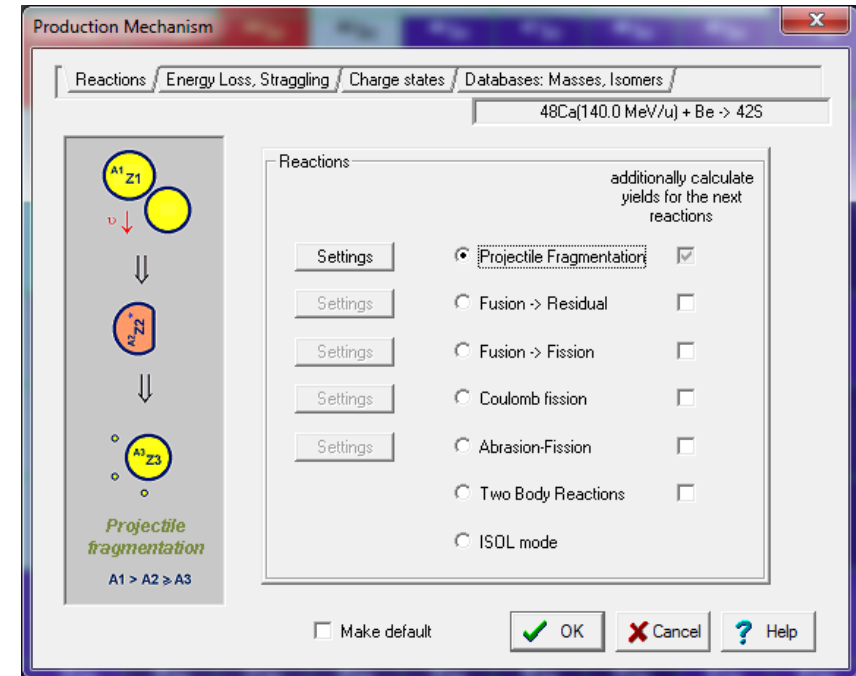 Production Mechanism
Reactions
Energy Loss, Straggling
Charge states
Databases: Masses, Isomers
48Ca(140.0 MeV/u) + Be -> 42S
Reactions
additionally calculate
yields for the next
reactions
A1 Z1
υ
A2 Z2 *
A3 Z3
Projectile
fragmentation
A1 > A2 ⩾ A3
Settings
Projectile Fragmentation
Settings
Fusion -> Residual
Settings
Fusion -> Fission
Settings
Coulomb fission
Settings
Abrasion-Fission
Two Body Reactions
ISOL mode
Make default
OK
Cancel
Help